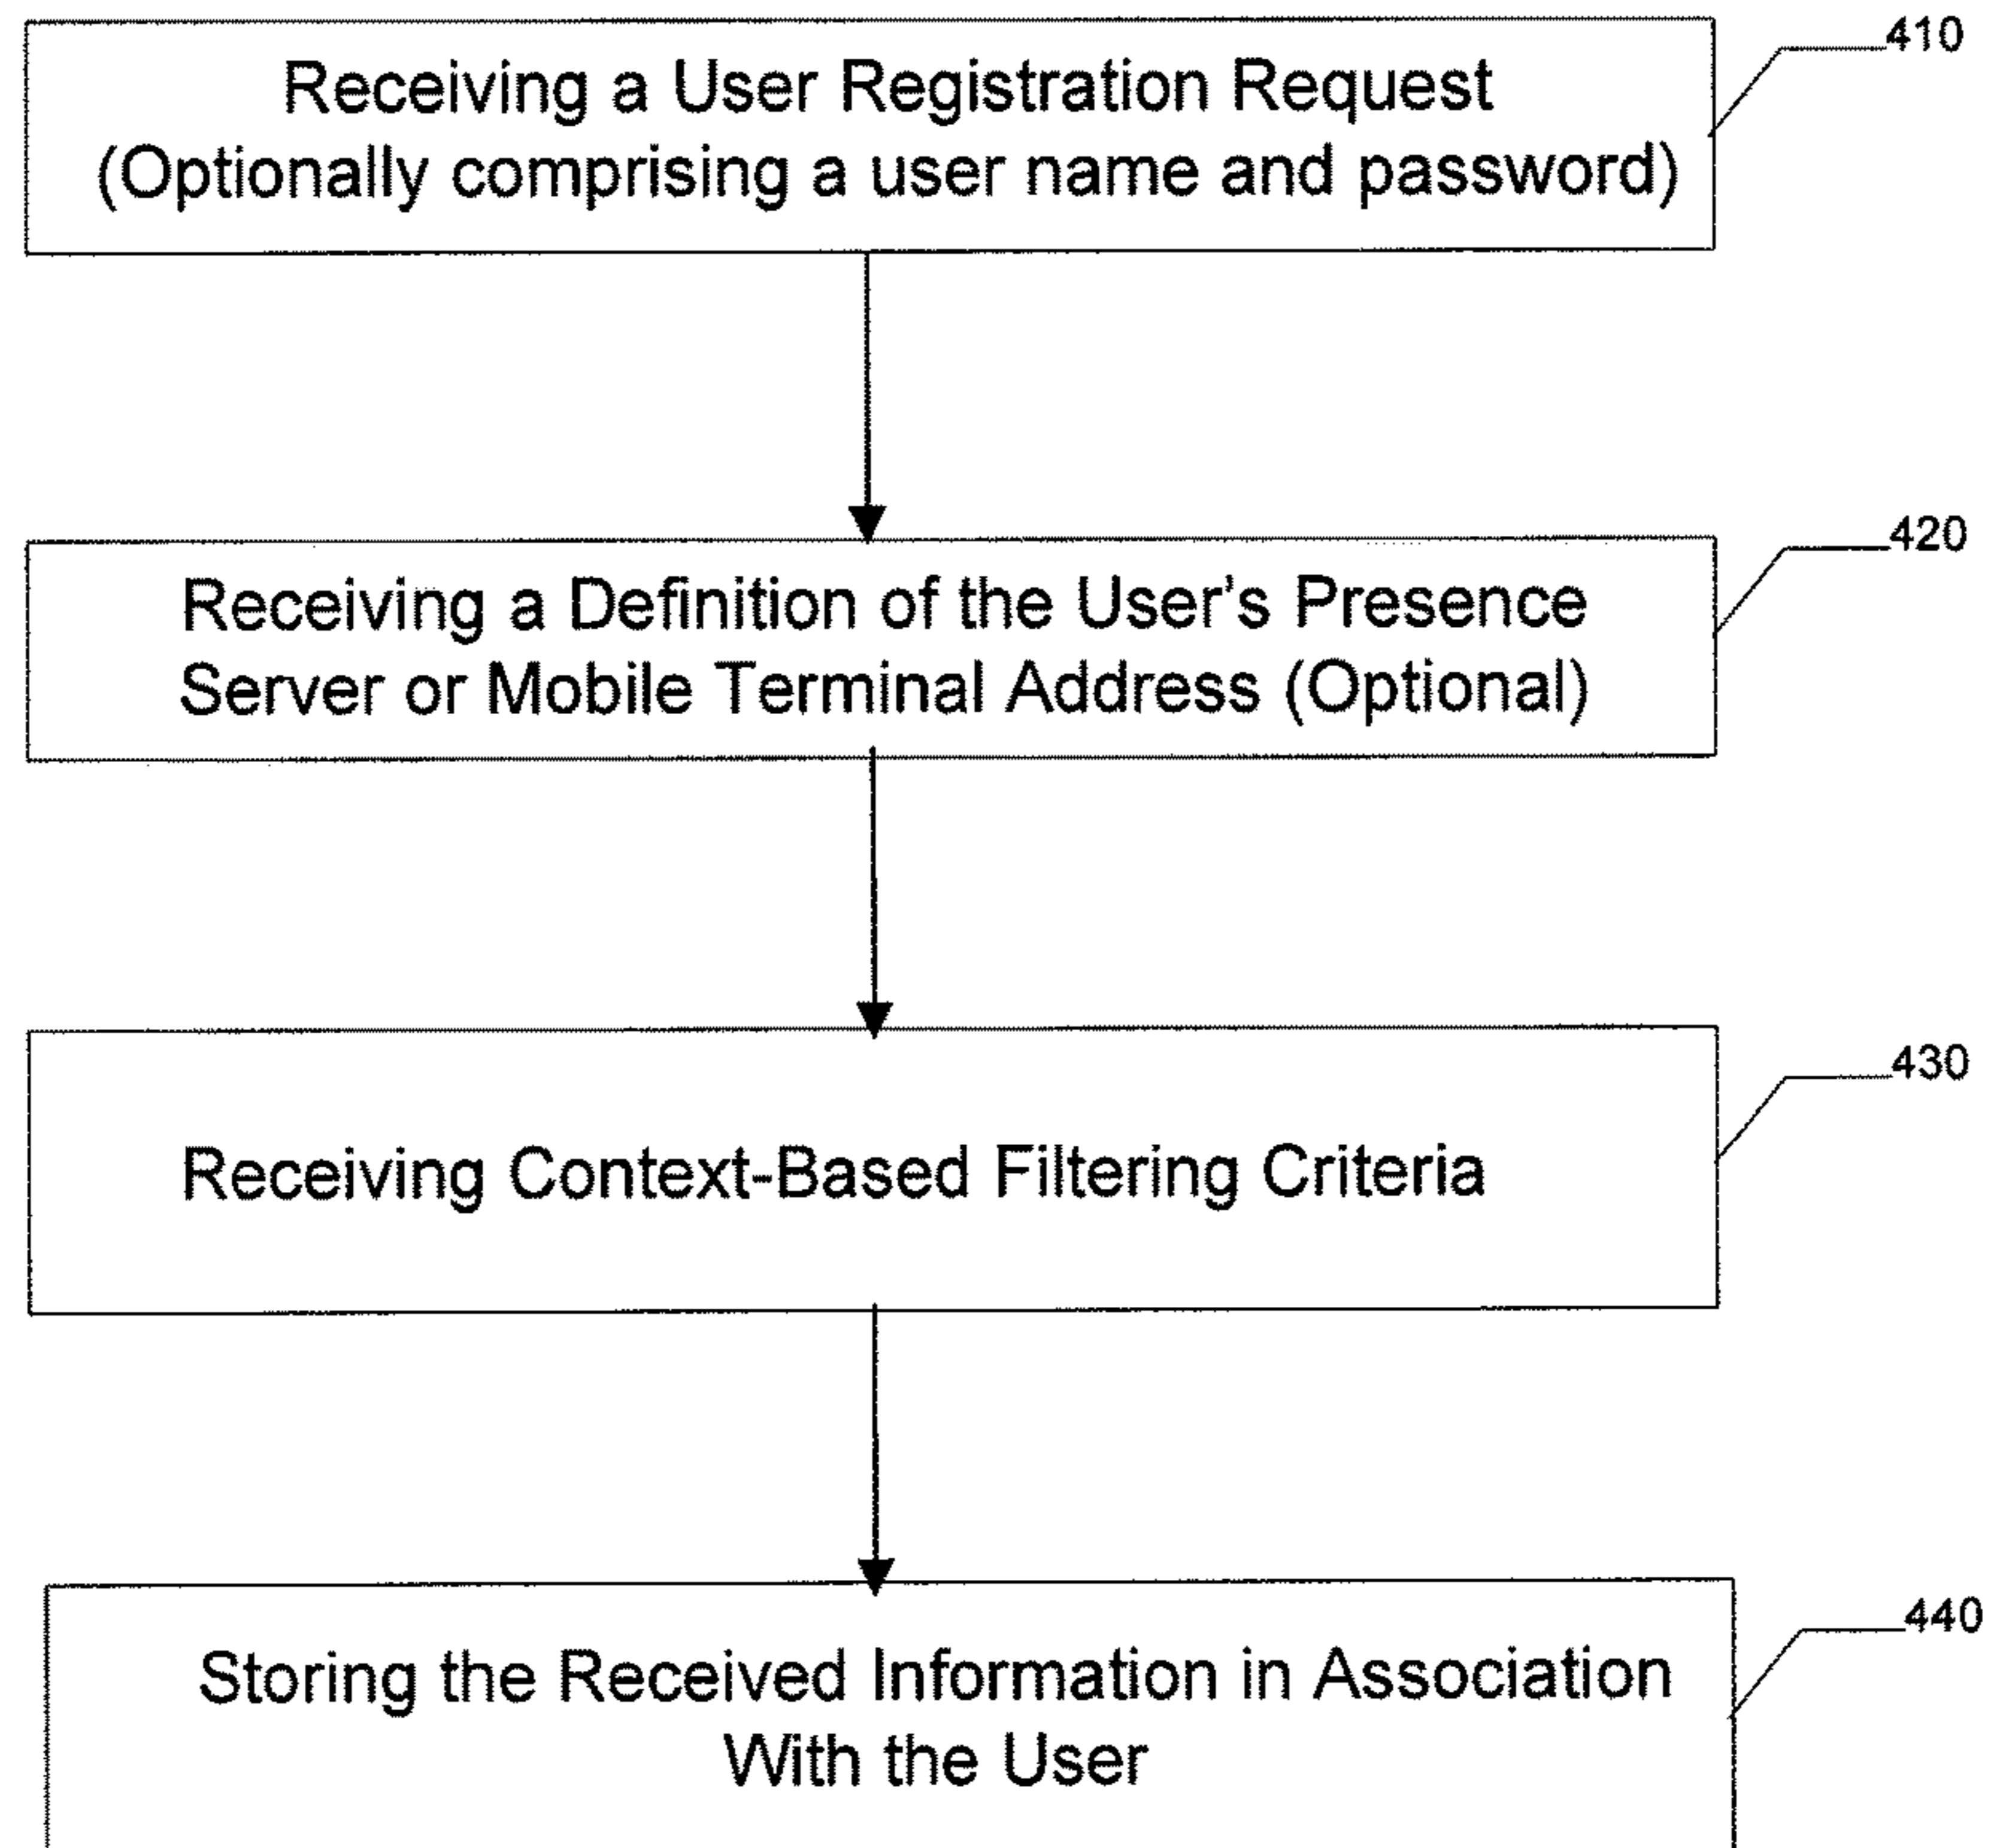 410
Receiving a User Registration Request
(Optionally comprising a user name and password)
420
Receiving a Definition of the User's Presence
Server or Mobile Terminal Address (Optional)
430
Receiving Context-Based Filtering Criteria
440
Storing the Received Information in Association
With the User